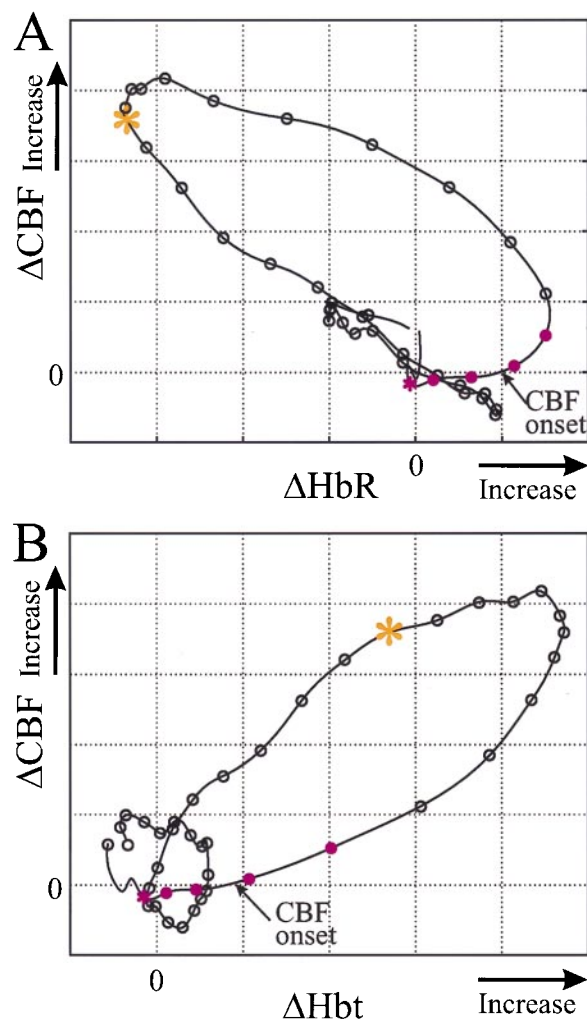 A
ΔCBF Increase
0
CBF
onset
0
ΔHbR
Increase
B
ΔCBF Increase
0
CBF
onset
0
ΔHbt
Increase